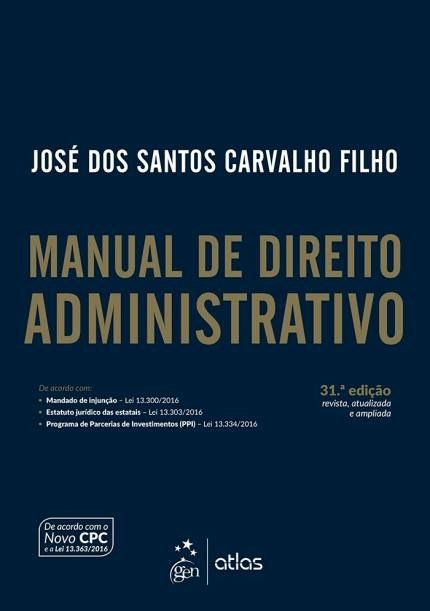 JOSÉ DOS SANTOS CARVALHO FILHO
MANUAL DE DIREITO
ADMINISTRATIVO
De acordo com:
• Mandado de injunção – Lei 13.300/2016
• Estatuto jurídico das estatais – Lei 13.303/2016
• Programa de Parcerias de Investimentos (PPI) – Lei 13.334/2016
31.ª edição
revista, atualizada
e ampliada
De acordo com o
Novo CPC
e a Lei 13.363/2016
gen
atlas